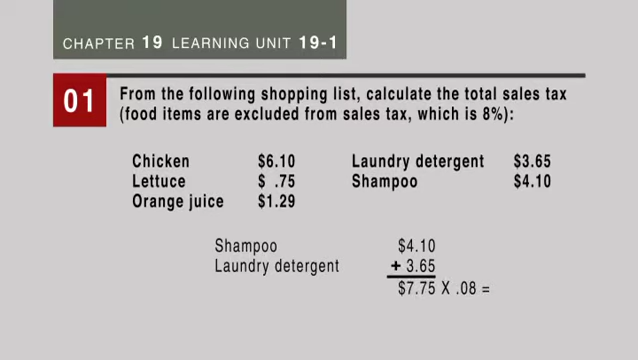 CHAPTER 19 LEARNING UNIT 19-1
01
From the following shopping list, calculate the total sales tax
(food items are excluded from sales tax, which is 8%):
Chicken $6.10 Laundry detergent $3.65
Lettuce $ .75 Shampoo $4.10
Orange juice $1.29
Shampoo $4.10
Laundry detergent + 3.65
$7.75 X .08 =